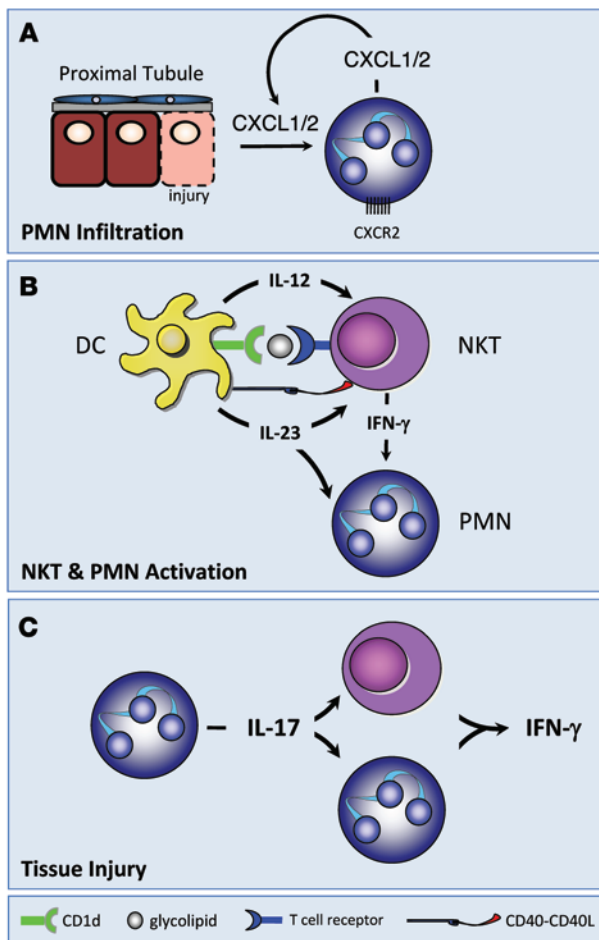 A
Proximal Tubule
injury
CXCL1/2
CXCL1/2
CXCR2
PMN Infiltration
B
DC
IL-12
NKT
IL-23
IFN-γ
PMN
NKT & PMN Activation
C
IL-17
IFN-γ
Tissue Injury
CD1d
glycolipid
T cell receptor
CD40-CD40L